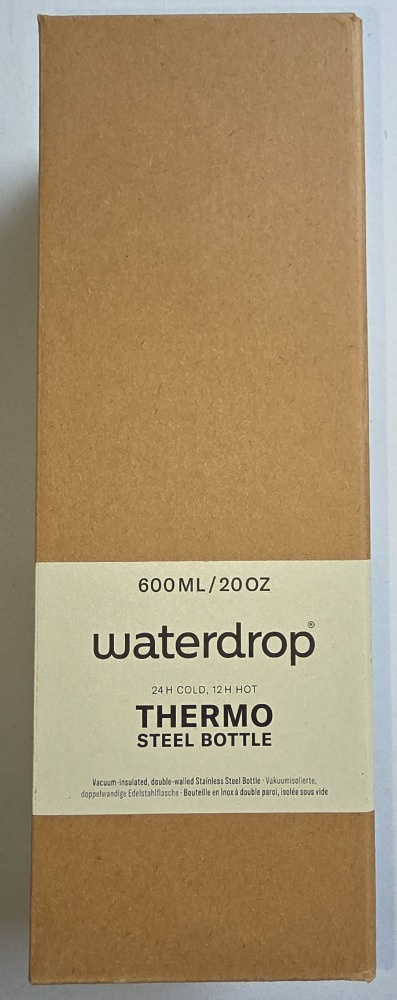 600ML/20OZ
waterdrop®
24H COLD, 12H HOT
THERMO
STEEL BOTTLE
Vacuum-insulated, double-walled Stainless Steel Bottle · Vakuumisolierte,
doppelwandige Edelstahlflasche · Bouteille en Inox à double paroi, isolée sous vide